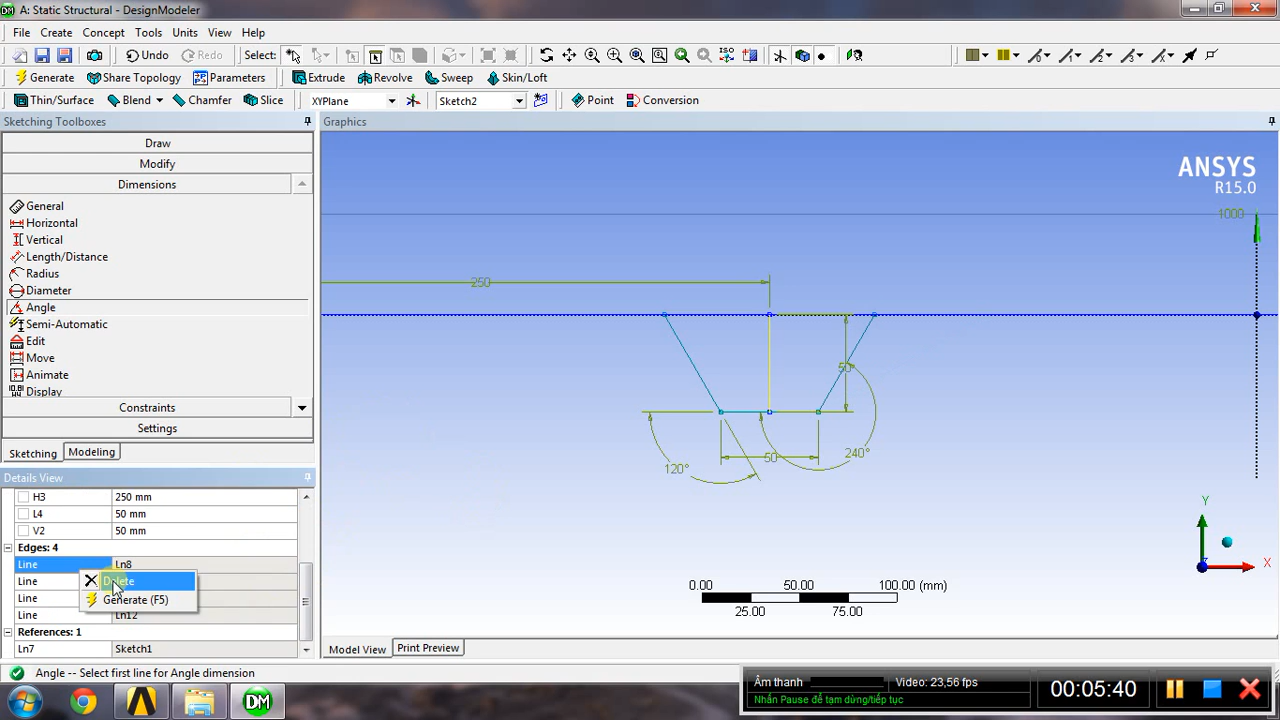 A: Static Structural - DesignModeler
File Create Concept Tools Units View Help
Undo Redo Select:
Generate Share Topology Parameters Extrude Revolve Sweep Skin/Loft
Thin/Surface Blend Chamfer Slice XYPlane Sketch2 Point Conversion
Sketching Toolboxes
Graphics
Draw
Modify
Dimensions
General
Horizontal
Vertical
Length/Distance
Radius
Diameter
Angle
Semi-Automatic
Edit
Move
Animate
Display
Constraints
Settings
Sketching Modeling
Details View
H3 250 mm
L4 50 mm
V2 50 mm
Edges: 4
Line Ln8
Line
Line
Line Ln12
References: 1
Ln7 Sketch1
Delete
Generate (F5)
ANSYS
R15.0
1000
250
50
120°
50
240°
Y
X
0.00 50.00 100.00 (mm)
25.00 75.00
Model View Print Preview
Angle -- Select first line for Angle dimension
Âm thanh Video: 23,56 fps
Nhấn Pause để tạm dừng/tiếp tục
00:05:40